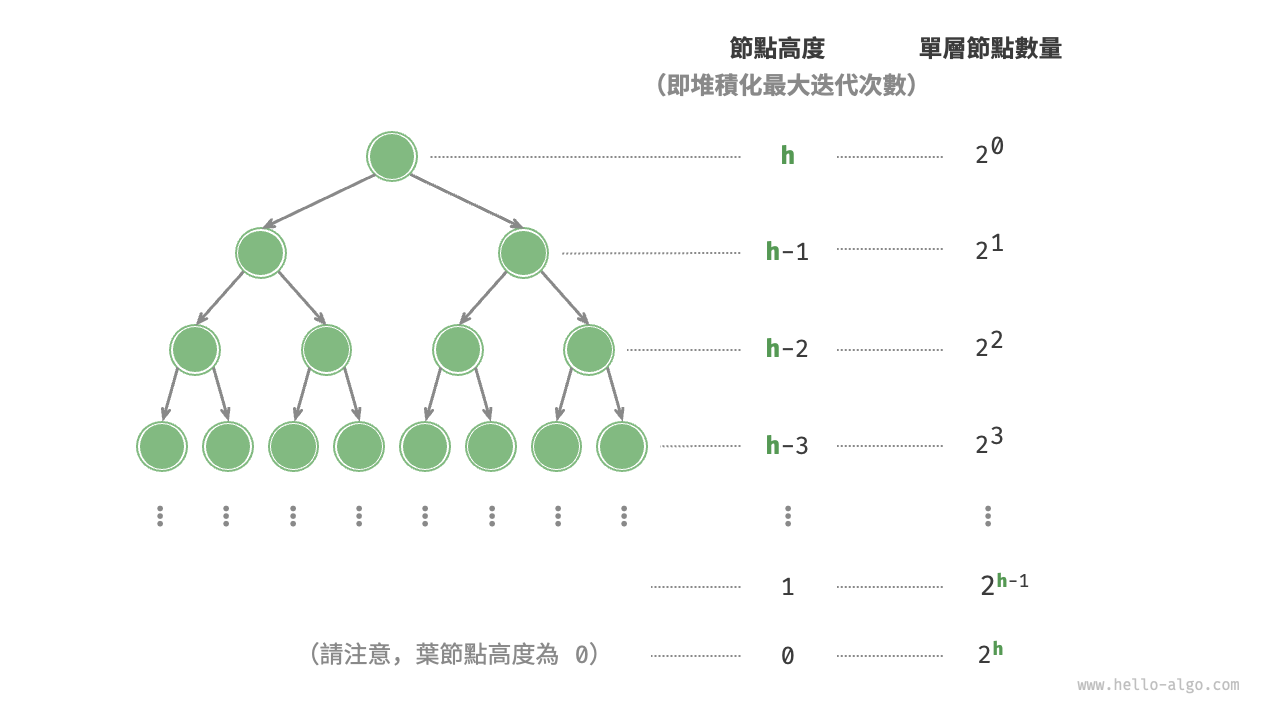 節點高度 單層節點數量
（即堆積化最大迭代次數）
h 2^0
h-1 2^1
h-2 2^2
h-3 2^3
1 2^h-1
（請注意，葉節點高度為 0） 0 2^h
www.hello-algo.com